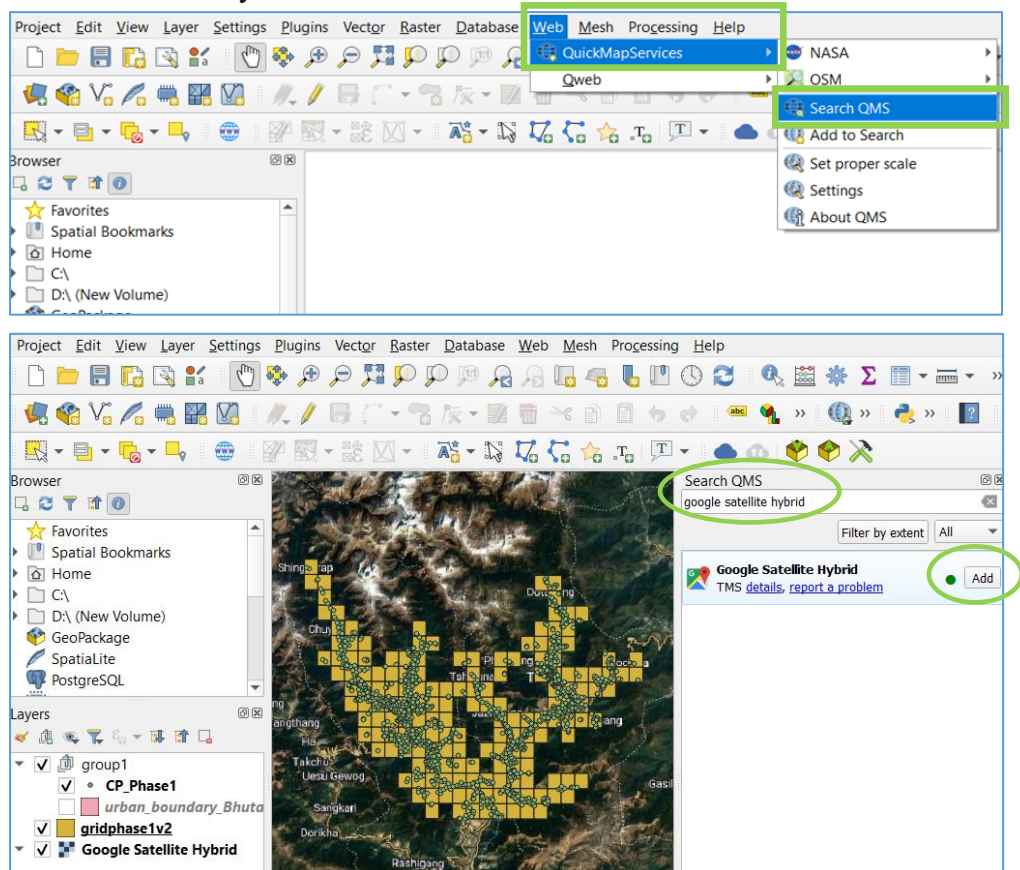 Project Edit View Layer Settings Plugins Vector Raster Database Web Mesh Processing Help
QuickMapServices
NASA
Qweb
OSM
Search QMS
Add to Search
Set proper scale
Settings
About QMS
Browser
Favorites
Spatial Bookmarks
Home
C:\
D:\ (New Volume)
GeoPackage
Project Edit View Layer Settings Plugins Vector Raster Database Web Mesh Processing Help
abc
Browser
Favorites
Spatial Bookmarks
Home
C:\
D:\ (New Volume)
GeoPackage
SpatiaLite
PostgreSQL
Layers
group1
CP_Phase1
urban_boundary_Bhuta
gridphase1v2
Google Satellite Hybrid
Takchu
Uesu Gewog
Sangkari
Dorikha
Rashigang
Gasil
Search QMS
google satellite hybrid
Filter by extent All
Google Satellite Hybrid
TMS details, report a problem
Add